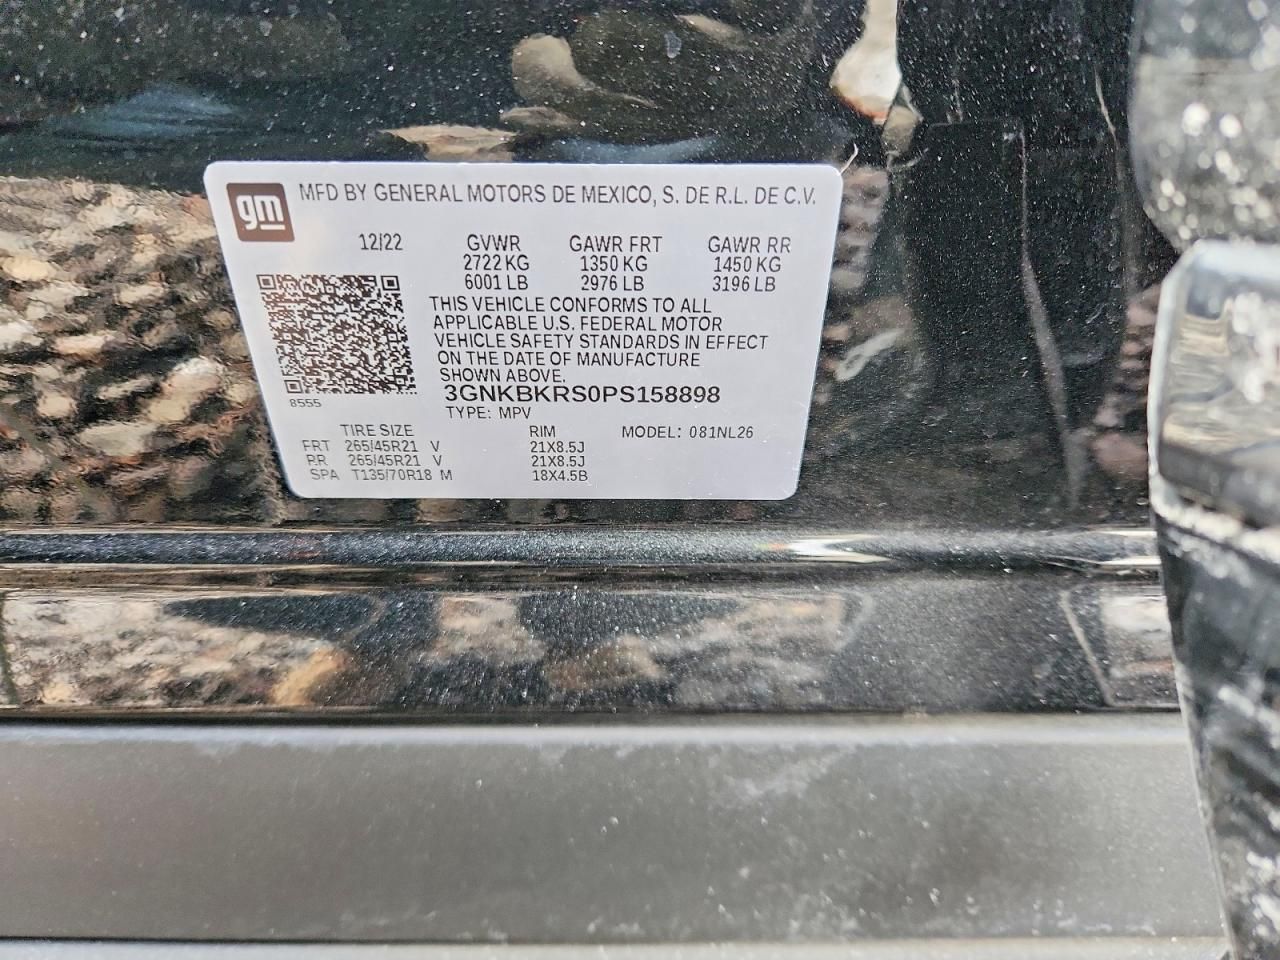 gm MFD BY GENERAL MOTORS DE MEXICO, S. DE R.L. DE C.V.
12/22 GVWR GAWR FRT GAWR RR
2722 KG 1350 KG 1450 KG
6001 LB 2976 LB 3196 LB
THIS VEHICLE CONFORMS TO ALL
APPLICABLE U.S. FEDERAL MOTOR
VEHICLE SAFETY STANDARDS IN EFFECT
ON THE DATE OF MANUFACTURE
SHOWN ABOVE.
3GNKBKRS0PS158898
8555
TYPE: MPV
TIRE SIZE RIM MODEL: 081NL26
FRT 265/45R21 V 21X8.5J
RR 265/45R21 V 21X8.5J
SPA T135/70R18 M 18X4.5B